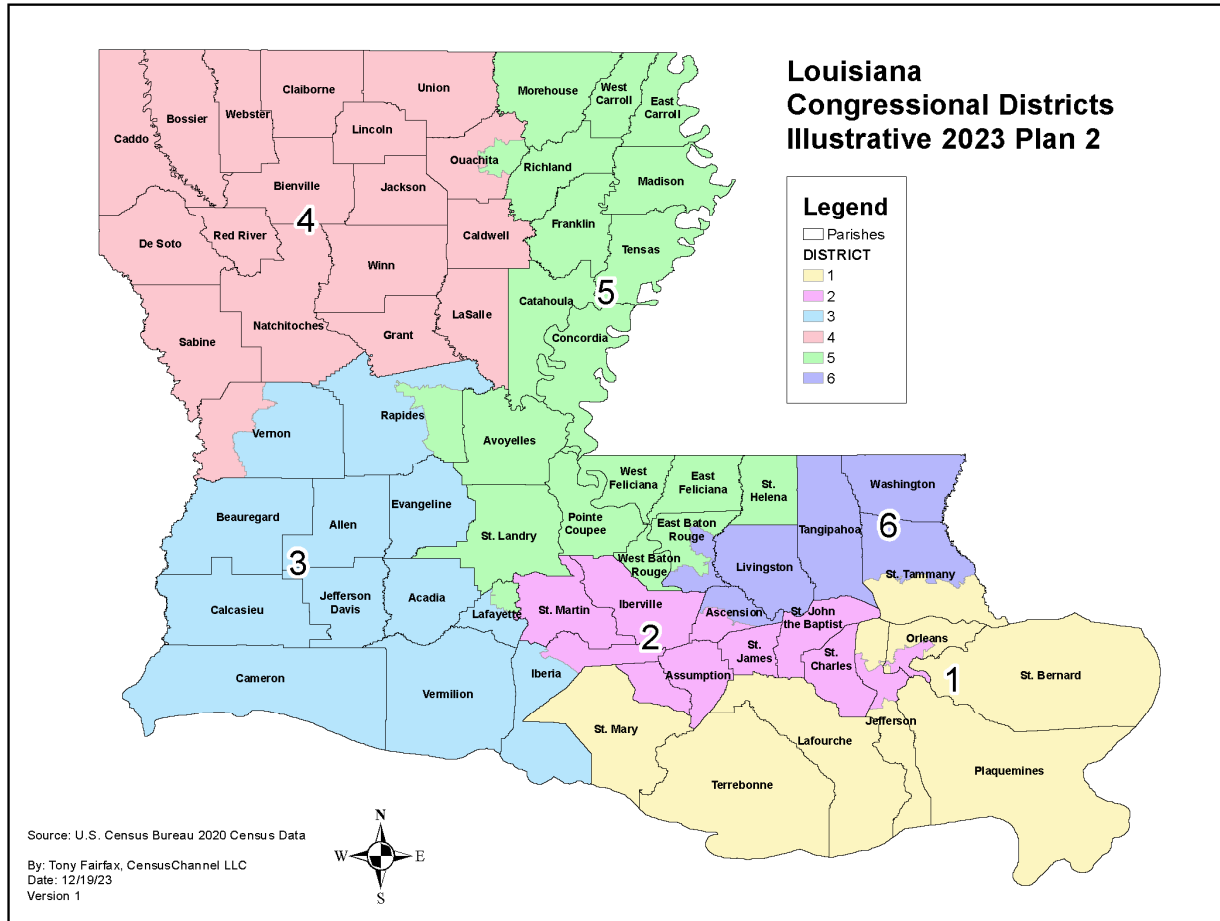 Louisiana
Congressional Districts
Illustrative 2023 Plan 2
Legend
Parishes
DISTRICT
1
2
3
4
5
6
Claiborne
Union
Morehouse
West
Carroll
East
Carroll
Webster
Bossier
Lincoln
Caddo
Ouachita
Richland
Madison
Bienville
Jackson
4
Franklin
De Soto
Red River
Caldwell
Tensas
Winn
5
Catahoula
LaSalle
Natchitoches
Grant
Concordia
Sabine
Rapides
Vernon
Avoyelles
West
Feliciana
East
Feliciana
St.
Helena
Washington
Evangeline
Beauregard
Allen
Pointe
Coupee
East Baton
Rouge
Tangipahoa
6
St. Landry
3
West Baton
Rouge
Livingston
St. Tammany
Calcasieu
Jefferson
Davis
Acadia
Lafayette
St. Martin
Iberville
Ascension
St. John
the Baptist
2
Orleans
St.
James
St.
Charles
Cameron
Vermilion
Iberia
Assumption
1
St. Bernard
St. Mary
Jefferson
Lafourche
Terrebonne
Plaquemines
Source: U.S. Census Bureau 2020 Census Data
By: Tony Fairfax, CensusChannel LLC
Date: 12/19/23
Version 1
N
W
E
S